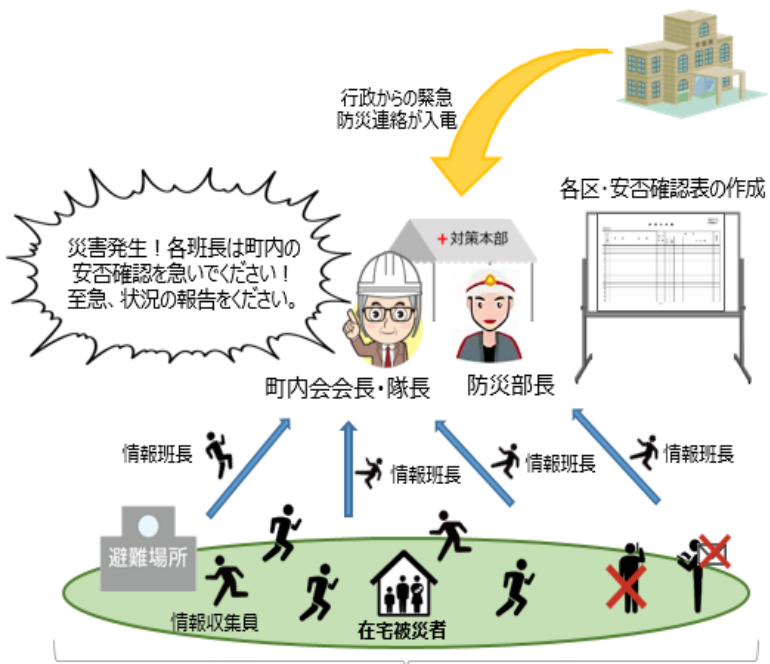 行政からの緊急
防災連絡が入電
各区・安否確認表の作成
災害発生！各班長は町内の
安否確認を急いでください！
至急、状況の報告をください。
+対策本部
町内会会長・隊長
防災部長
情報班長
情報班長
情報班長
情報班長
避難場所
情報収集員
在宅被災者